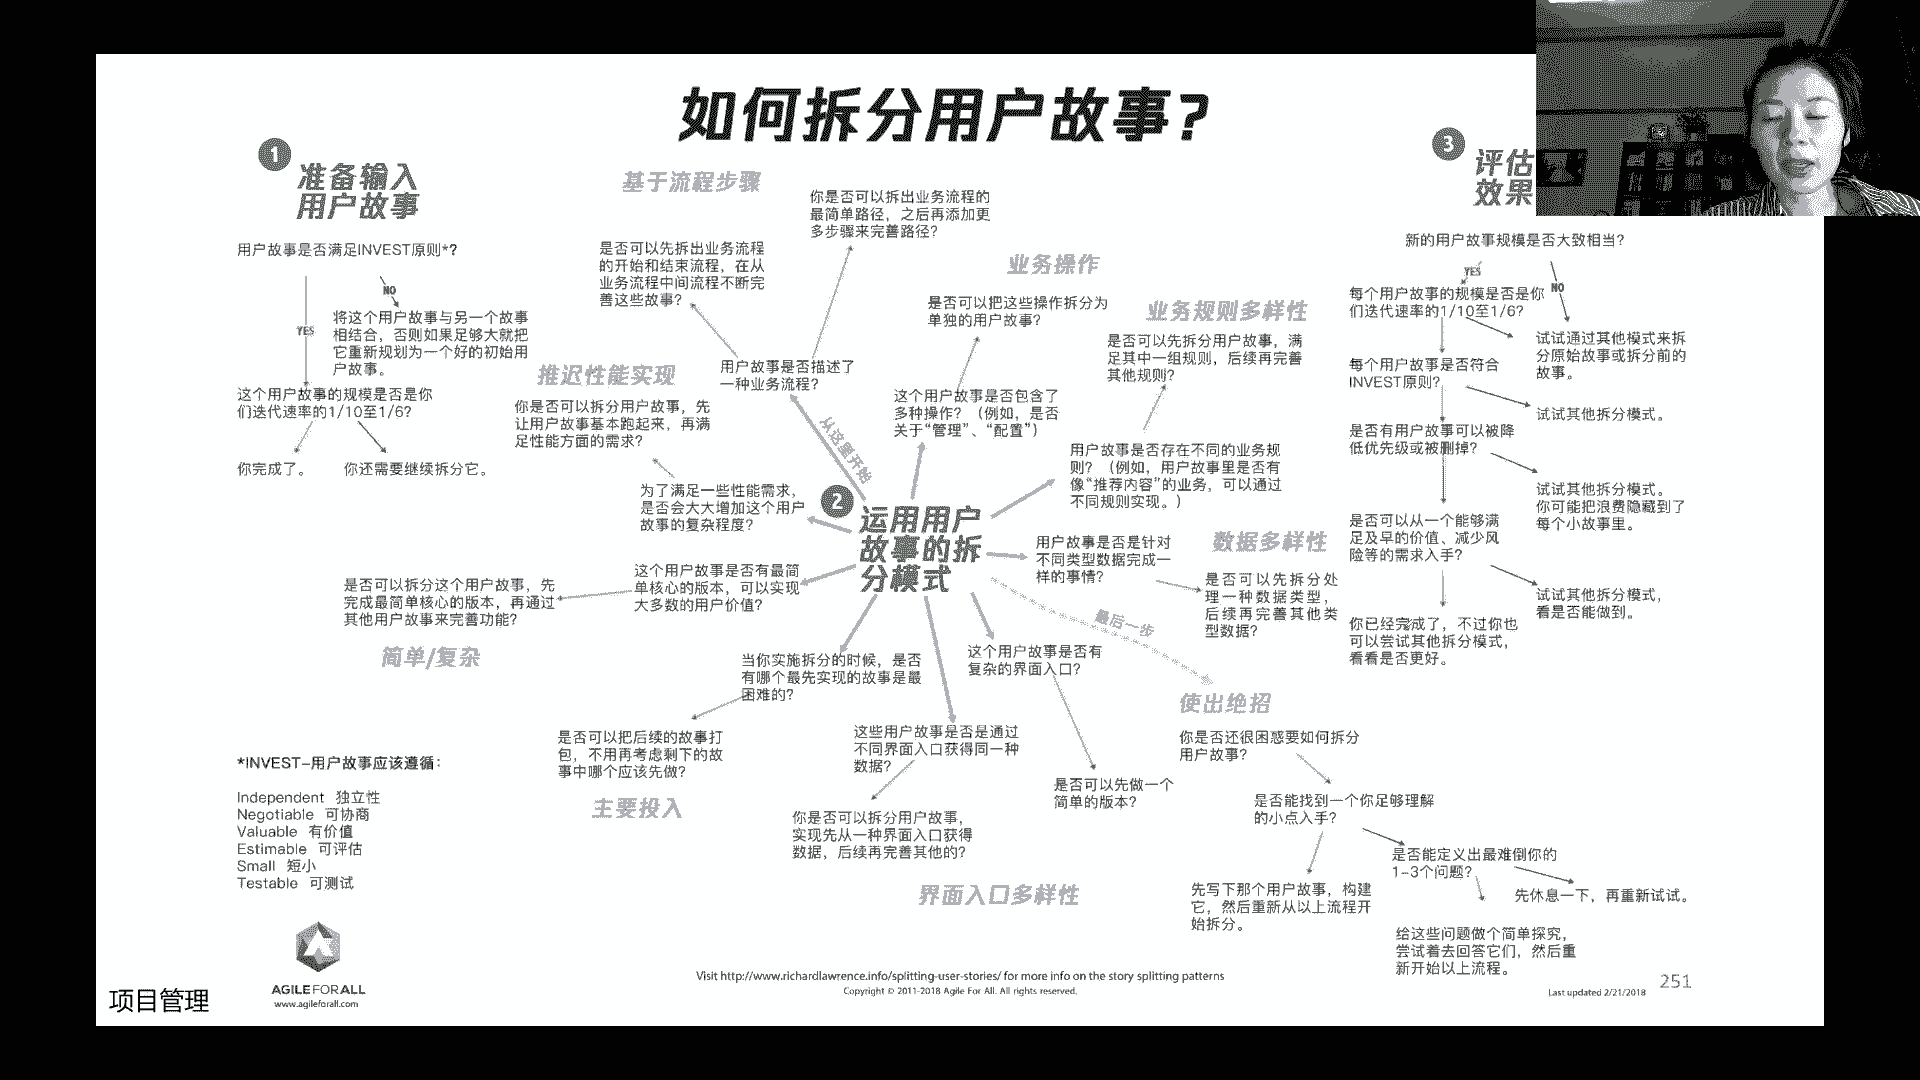 如何拆分用户故事?
1
准备输入
用户故事
用户故事是否满足INVEST原则*?
NO
YES
将这个用户故事与另一个故事
相结合，否则如果足够大就把
它重新规划为一个好的初始用
户故事。
这个用户故事的规模是否是你
们迭代速率的1/10至1/6?
你完成了。
你还需要继续拆分它。
*INVEST-用户故事应该遵循:
Independent 独立性
Negotiable 可协商
Valuable 有价值
Estimable 可评估
Small 短小
Testable 可测试
AGILE FOR ALL
www.agileforall.com
项目管理
2
运用用户
故事的拆
分模式
从这里开始
基于流程步骤
用户故事是否描述了
一种业务流程?
是否可以先拆出业务流程
的开始和结束流程，在从
业务流程中间流程不断完
善这些故事?
你是否可以拆出业务流程的
最简单路径，之后再添加更
多步骤来完善路径?
业务操作
是否可以把这些操作拆分为
单独的用户故事?
这个用户故事是否包含了
多种操作? （例如，是否
关于“管理”、“配置”）
业务规则多样性
是否可以先拆分用户故事，满
足其中一组规则，后续再完善
其他规则?
用户故事是否存在不同的业务规
则? （例如，用户故事里是否有
像“推荐内容”的业务，可以通过
不同规则实现。）
数据多样性
用户故事是否是针对
不同类型数据完成一
样的事情?
是否可以先拆分处
理一种数据类型，
后续再完善其他类
型数据?
推迟性能实现
你是否可以拆分用户故事，先
让用户故事基本跑起来，再满
足性能方面的需求?
为了满足一些性能需求，
是否会大大增加这个用户
故事的复杂程度?
这个用户故事是否有最简
单核心的版本，可以实现
大多数的用户价值?
是否可以拆分这个用户故事，先
完成最简单核心的版本，再通过
其他用户故事来完善功能?
简单/复杂
当你实施拆分的时候，是否
有哪个最先实现的故事是最
困难的?
是否可以把后续的故事打
包，不用再考虑剩下的故
事中哪个应该先做?
主要投入
这些用户故事是否是通过
不同界面入口获得同一种
数据?
你是否可以拆分用户故事，
实现先从一种界面入口获得
数据，后续再完善其他的?
这个用户故事是否有
复杂的界面入口?
是否可以先做一个
简单的版本?
界面入口多样性
最后一步
使出绝招
你是否还很困惑要如何拆分
用户故事?
是否能找到一个你足够理解
的小点入手?
先写下那个用户故事，构建
它，然后重新从以上流程开
始拆分。
是否能定义出最难倒你的
1-3个问题?
先休息一下，再重新试试。
给这些问题做个简单探究，
尝试着去回答它们，然后重
新开始以上流程。
3
评估
效果
新的用户故事规模是否大致相当?
YES
NO
每个用户故事的规模是否是你
们迭代速率的1/10至1/6?
试试通过其他模式来拆
分原始故事或拆分前的
故事。
每个用户故事是否符合
INVEST原则?
试试其他拆分模式。
是否有用户故事可以被降
低优先级或被删掉?
试试其他拆分模式。
你可能把浪费隐藏到了
每个小故事里。
是否可以从一个能够满
足及早的价值、减少风
险等的需求入手?
试试其他拆分模式，
看是否能做到。
你已经完成了，不过你也
可以尝试其他拆分模式，
看看是否更好。
Visit http://www.richardlawrence.info/splitting-user-stories/ for more info on the story splitting patterns
Copyright © 2011-2018 Agile For All. All rights reserved.
Last updated 2/21/2018
251